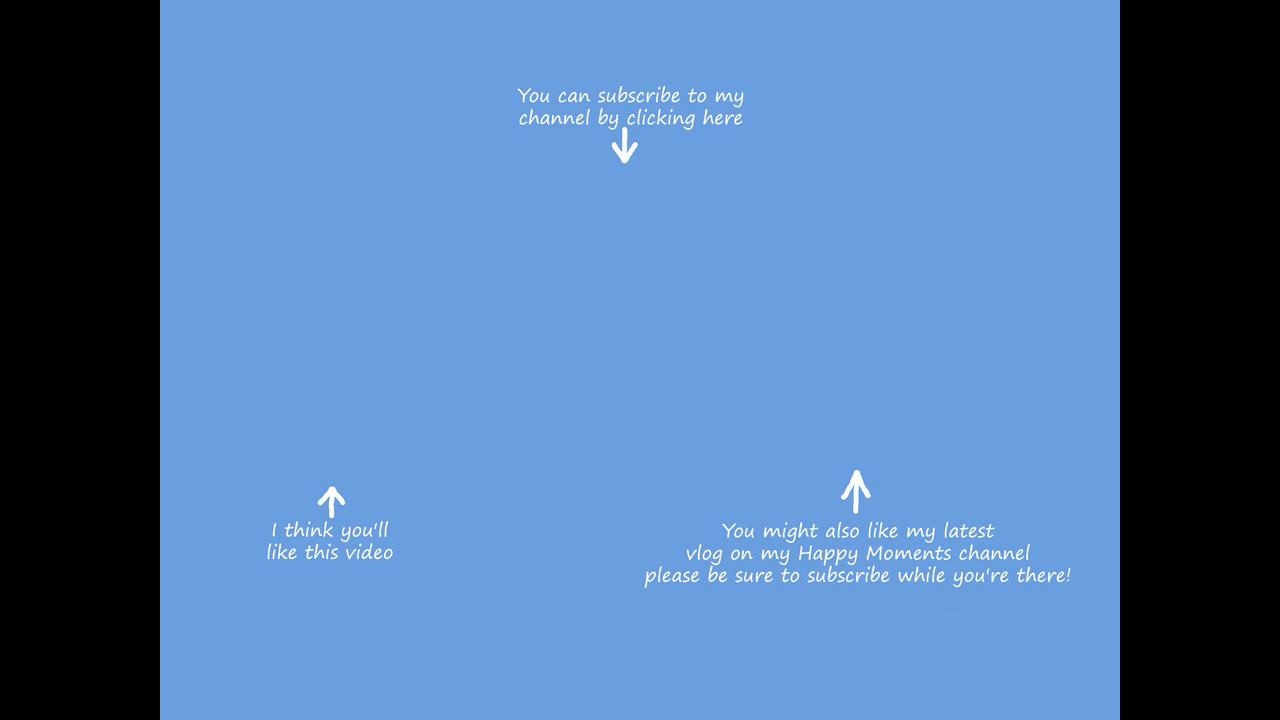 You can subscribe to my
channel by clicking here
I think you'll
like this video
You might also like my latest
vlog on my Happy Moments channel
please be sure to subscribe while you're there!